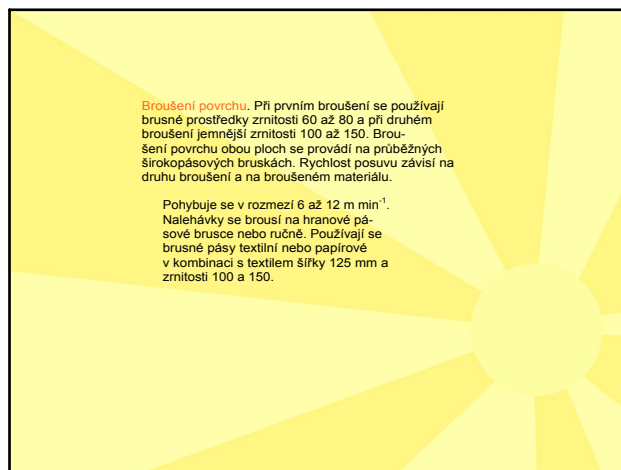 Broušení povrchu. Při prvním broušení se používají
brusné prostředky zrnitosti 60 až 80 a při druhém
broušení jemnější zrnitosti 100 až 150. Brou-
šení povrchu obou ploch se provádí na průběžných
širokopásových bruskách. Rychlost posuvu závisí na
druhu broušení a na broušeném materiálu.
Pohybuje se v rozmezí 6 až 12 m min⁻¹.
Nalehávky se brousí na hranové pá-
sové brusce nebo ručně. Používají se
brusné pásy textilní nebo papírové
v kombinaci s textilem šířky 125 mm a
zrnitosti 100 a 150.